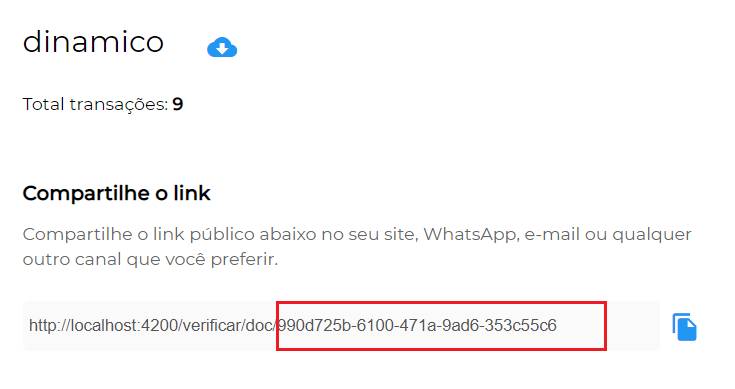 dinamico
Total transações: 9
Compartilhe o link
Compartilhe o link público abaixo no seu site, WhatsApp, e-mail ou qualquer
outro canal que você preferir.
http://localhost:4200/verificar/doc/990d725b-6100-471a-9ad6-353c55c6